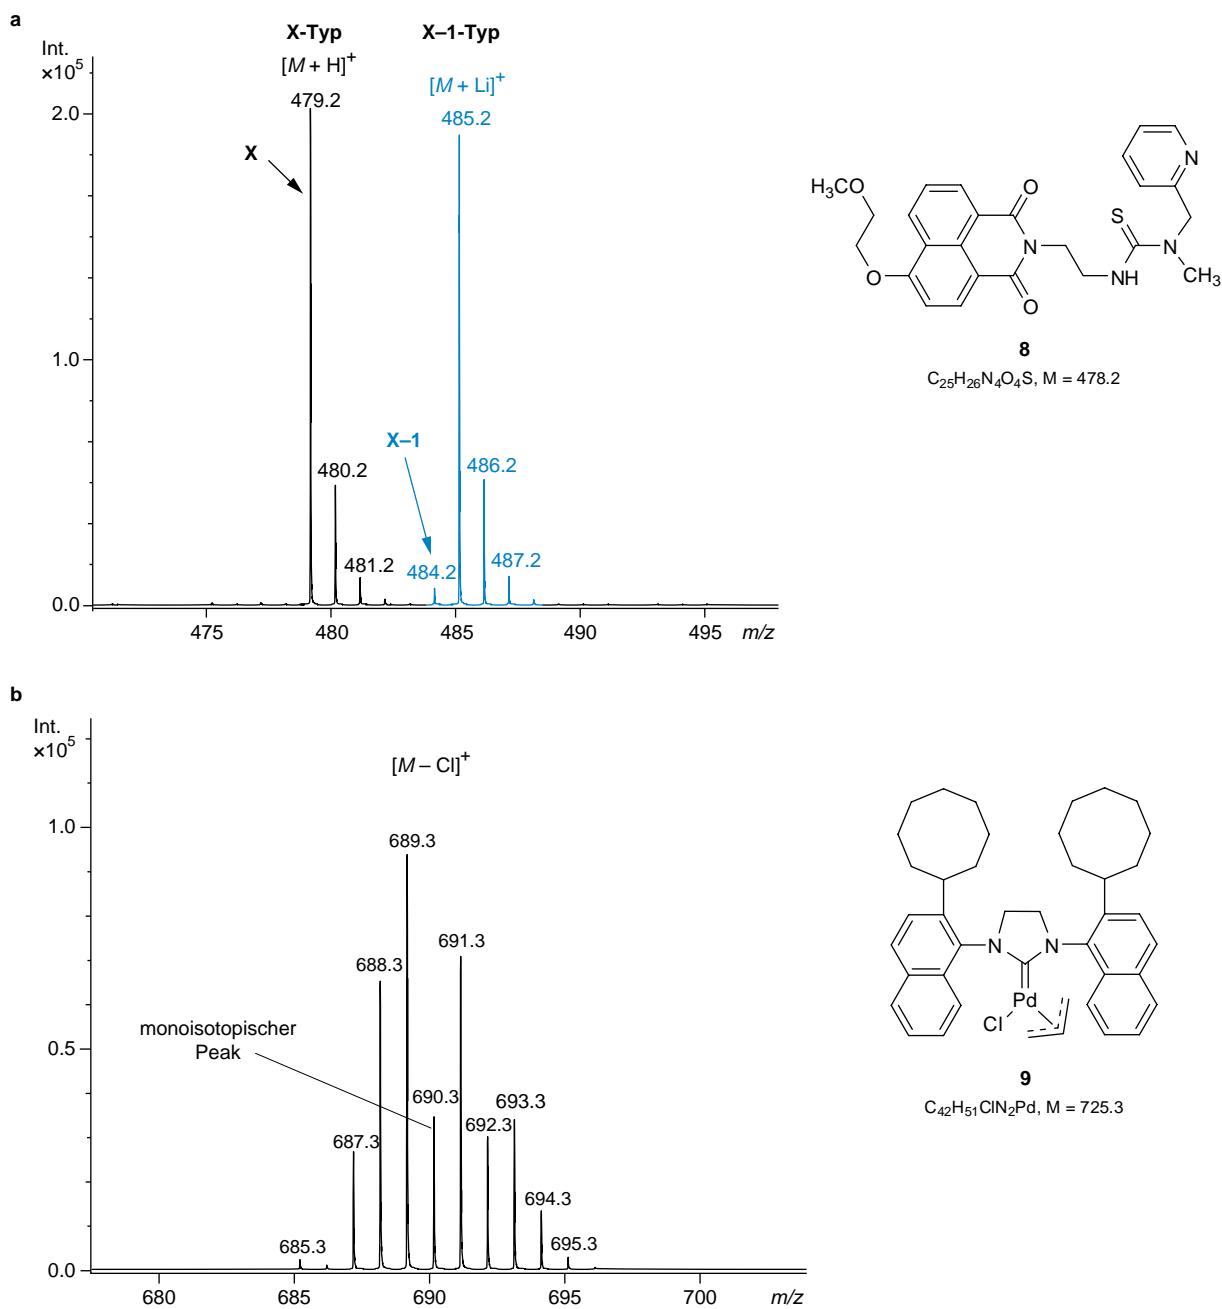 a
X-Typ X–1-Typ
Int.
×10⁵
[M + H]⁺
[M + Li]⁺
479.2
485.2
2.0
X
1.0
X–1
480.2
486.2
481.2
484.2
487.2
0.0
475 480 485 490 495 m/z
H₃CO
O
O
N
O
S
NH
N
N
CH₃
8
C₂₅H₂₆N₄O₄S, M = 478.2
b
Int.
×10⁵
[M – Cl]⁺
1.0
689.3
688.3
691.3
monoisotopischer
Peak
0.5
690.3
693.3
687.3
692.3
694.3
685.3
695.3
0.0
680 685 690 695 700 m/z
N
N
Pd
Cl
9
C₄₂H₅₁ClN₂Pd, M = 725.3